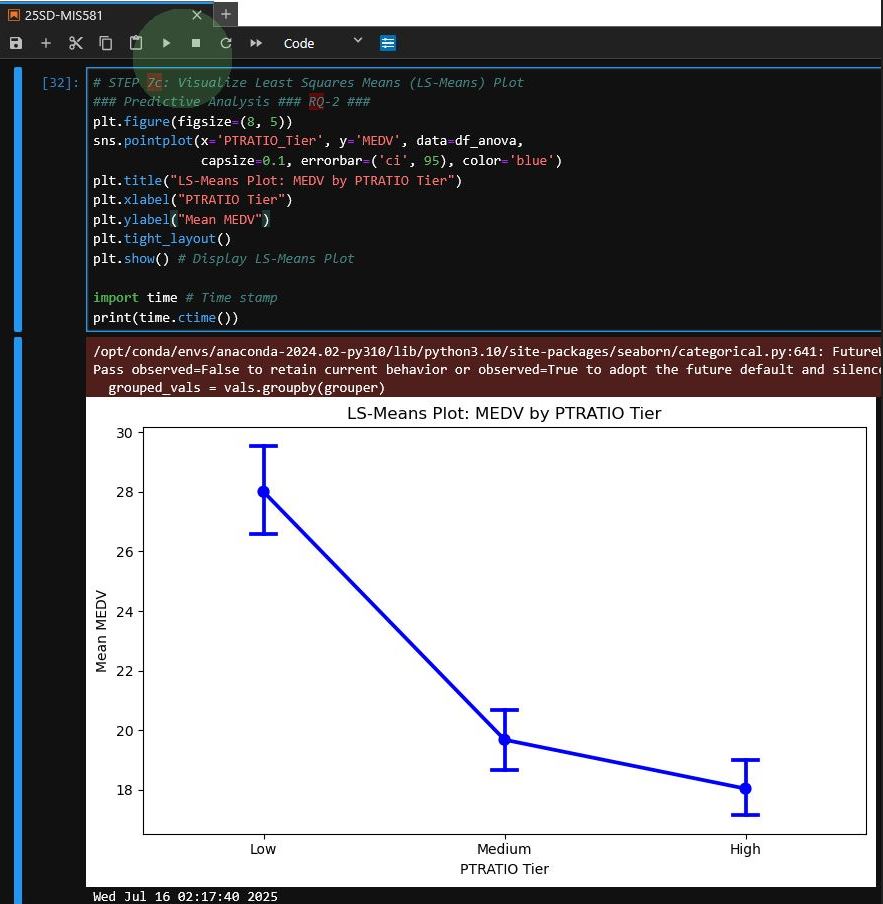 25SD-MIS581
Code
[32]:
# STEP 7c: Visualize Least Squares Means (LS-Means) Plot
### Predictive Analysis ### RQ-2 ###
plt.figure(figsize=(8, 5))
sns.pointplot(x='PTRATIO_Tier', y='MEDV', data=df_anova,
capsize=0.1, errorbar=('ci', 95), color='blue')
plt.title("LS-Means Plot: MEDV by PTRATIO Tier")
plt.xlabel("PTRATIO Tier")
plt.ylabel("Mean MEDV")
plt.tight_layout()
plt.show() # Display LS-Means Plot
import time # Time stamp
print(time.ctime())
/opt/conda/envs/anaconda-2024.02-py310/lib/python3.10/site-packages/seaborn/categorical.py:641: Future
Pass observed=False to retain current behavior or observed=True to adopt the future default and silence
grouped_vals = vals.groupby(grouper)
LS-Means Plot: MEDV by PTRATIO Tier
30
28
26
24
22
20
18
Mean MEDV
Low Medium High
PTRATIO Tier
Wed Jul 16 02:17:40 2025